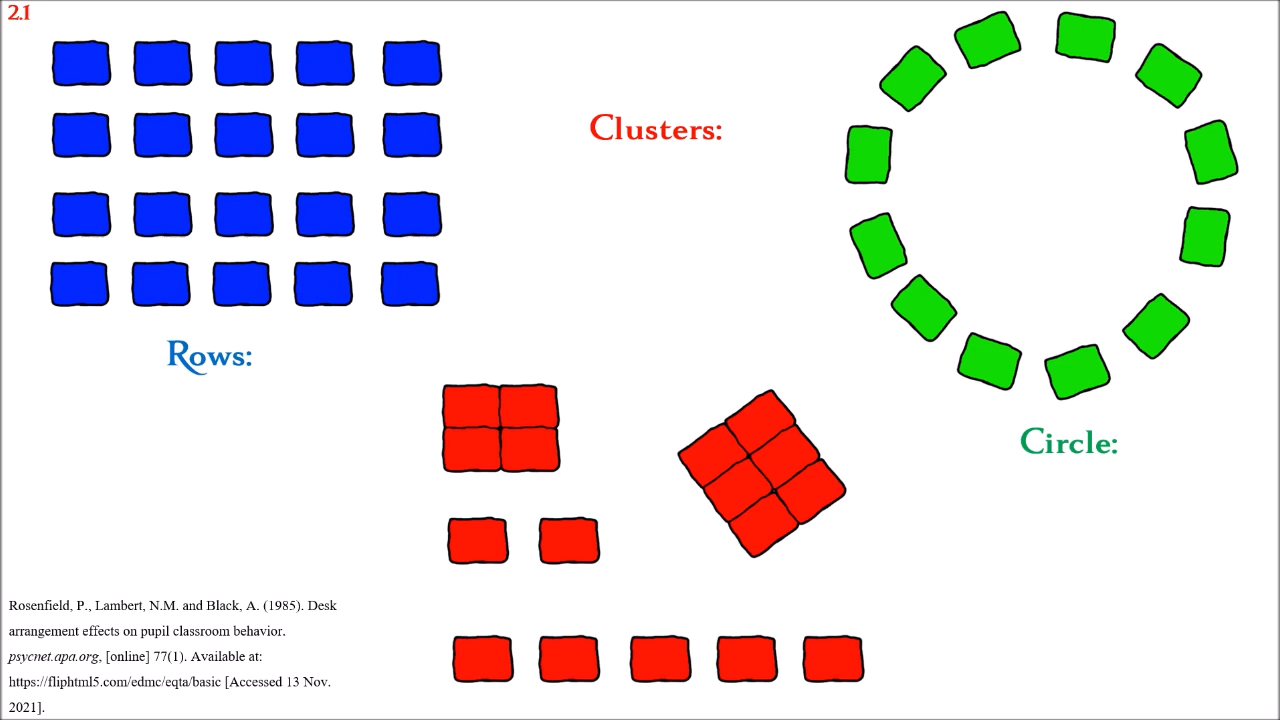 2.1
Clusters:
Rows:
Circle:
Rosenfield, P., Lambert, N.M. and Black, A. (1985). Desk
arrangement effects on pupil classroom behavior.
psycnet.apa.org, [online] 77(1). Available at:
https://fliphtml5.com/edmc/eqta/basic [Accessed 13 Nov.
2021].